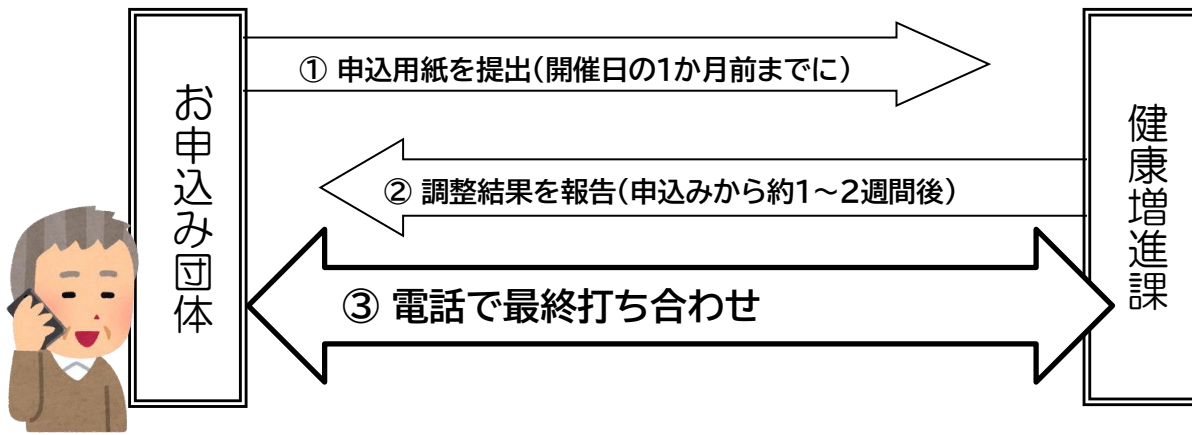 お申込み団体
① 申込用紙を提出(開催日の1か月前までに)
② 調整結果を報告(申込みから約1～2週間後)
③ 電話で最終打ち合わせ
健康増進課